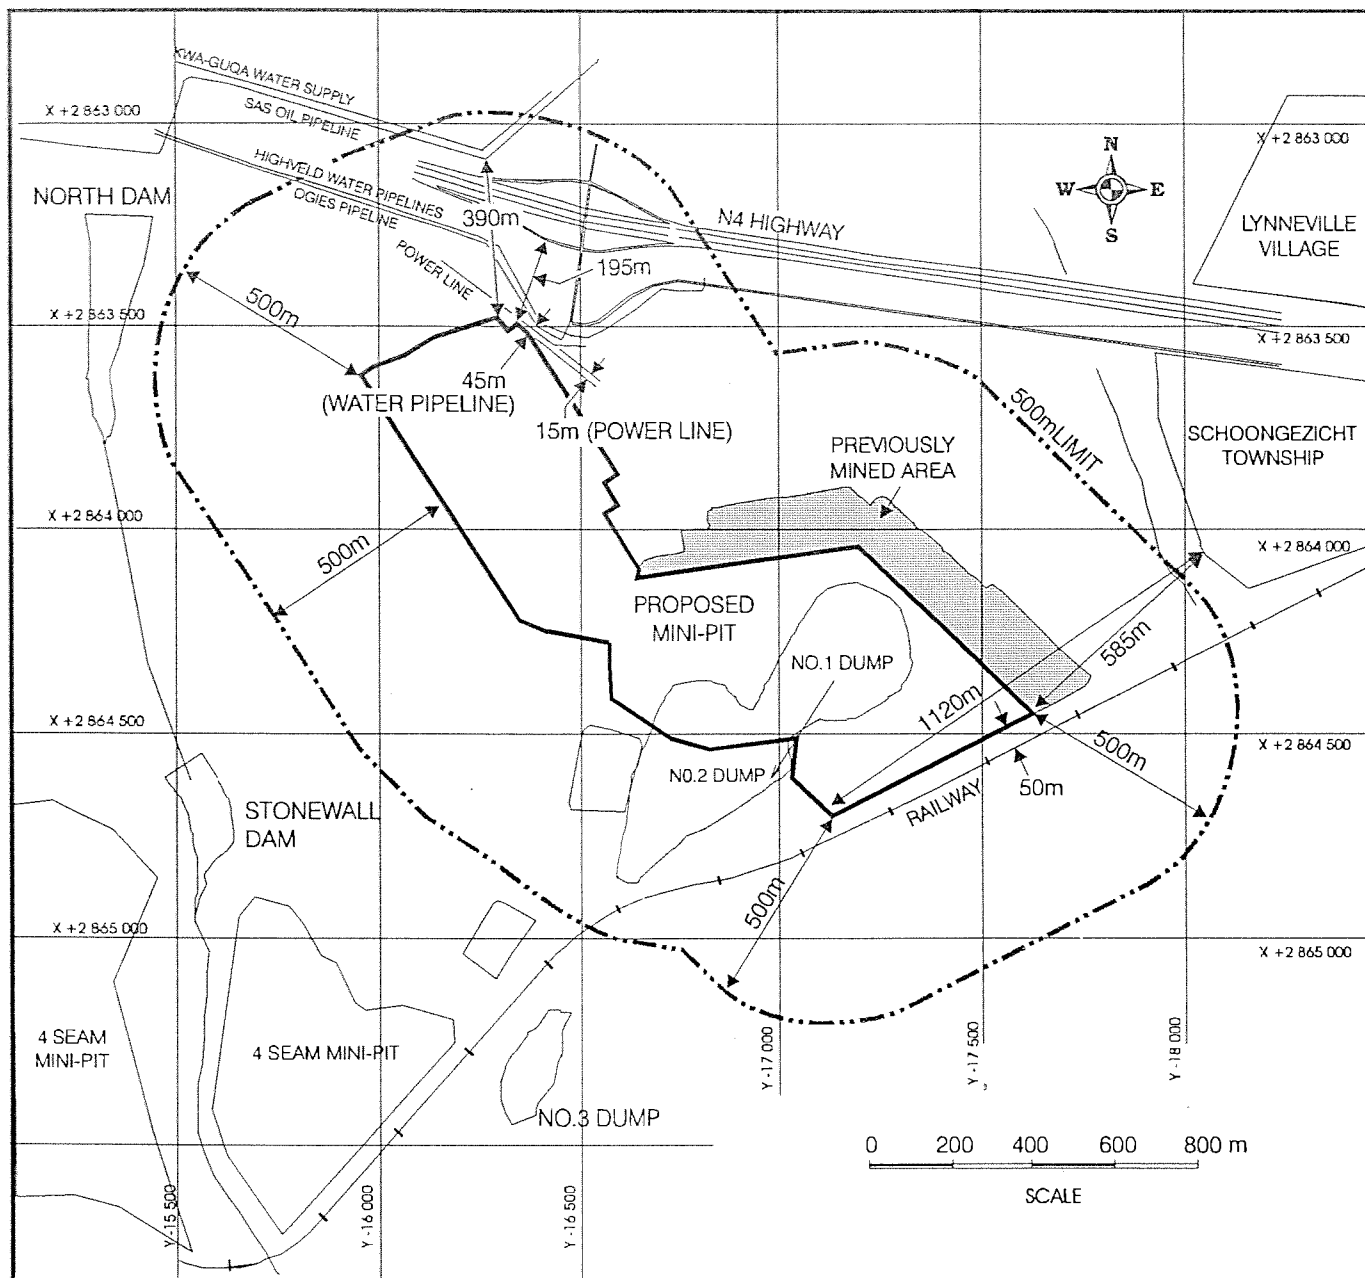 KWA-GUQA WATER SUPPLY
SAS OIL PIPELINE
X +2 863 000
X +2 863 000
HIGHVELD WATER PIPELINES
OGIES PIPELINE
POWER LINE
NORTH DAM
390m
195m
N4 HIGHWAY
N
W
E
S
LYNNEVILLE
VILLAGE
500m
X +2 863 500
X +2 863 500
45m
(WATER PIPELINE)
15m (POWER LINE)
500mLIMIT
PREVIOUSLY
MINED AREA
SCHOONGEZICHT
TOWNSHIP
X +2 864 000
X +2 864 000
500m
PROPOSED
MINI-PIT
NO.1 DUMP
585m
1120m
X +2 864 500
X +2 864 500
N0.2 DUMP
500m
50m
RAILWAY
STONEWALL
DAM
500m
X +2 865 000
X +2 865 000
4 SEAM
MINI-PIT
4 SEAM MINI-PIT
NO.3 DUMP
Y -15 500
Y -16 000
Y -16 500
Y -17 000
Y -17 500
Y -18 000
0 200 400 600 800 m
SCALE